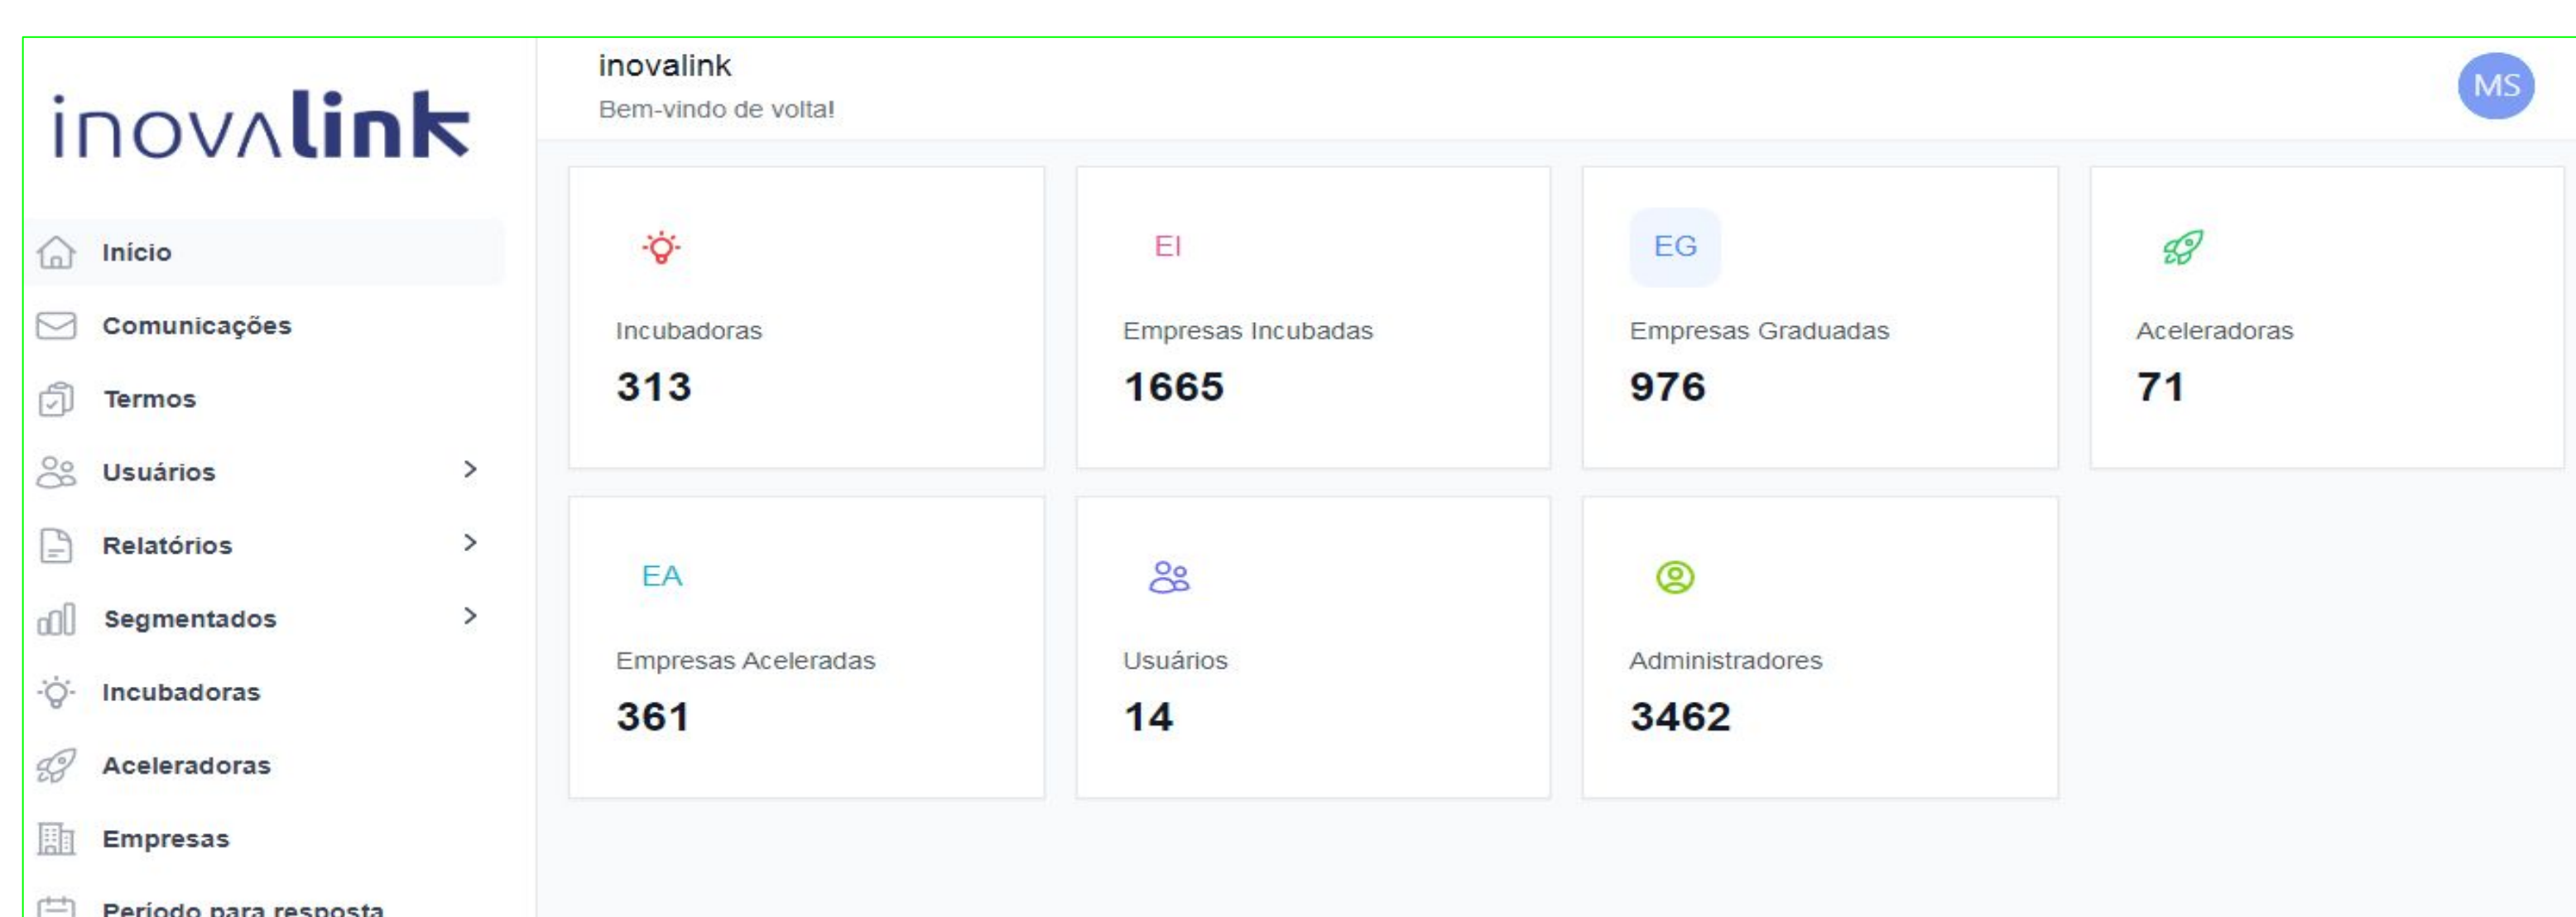 inovalink
Início
Comunicações
Termos
Usuários
Relatórios
Segmentados
Incubadoras
Aceleradoras
Empresas
Período para resposta
inovalink
Bem-vindo de volta!
MS
Incubadoras
313
EI
Empresas Incubadas
1665
EG
Empresas Graduadas
976
Aceleradoras
71
EA
Empresas Aceleradas
361
Usuários
14
Administradores
3462